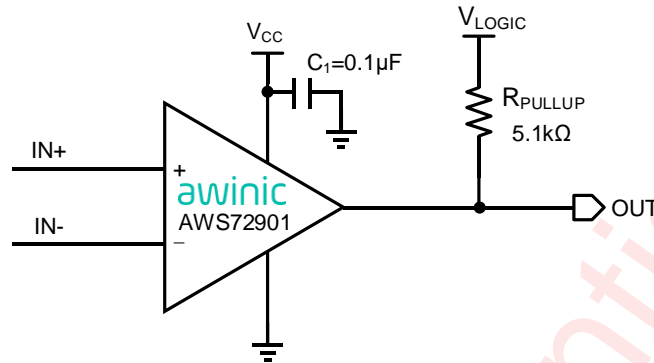 VCC
C1=0.1µF
VLOGIC
RPULLUP
5.1kΩ
IN+
+
awinic
AWS72901
IN-
−
OUT